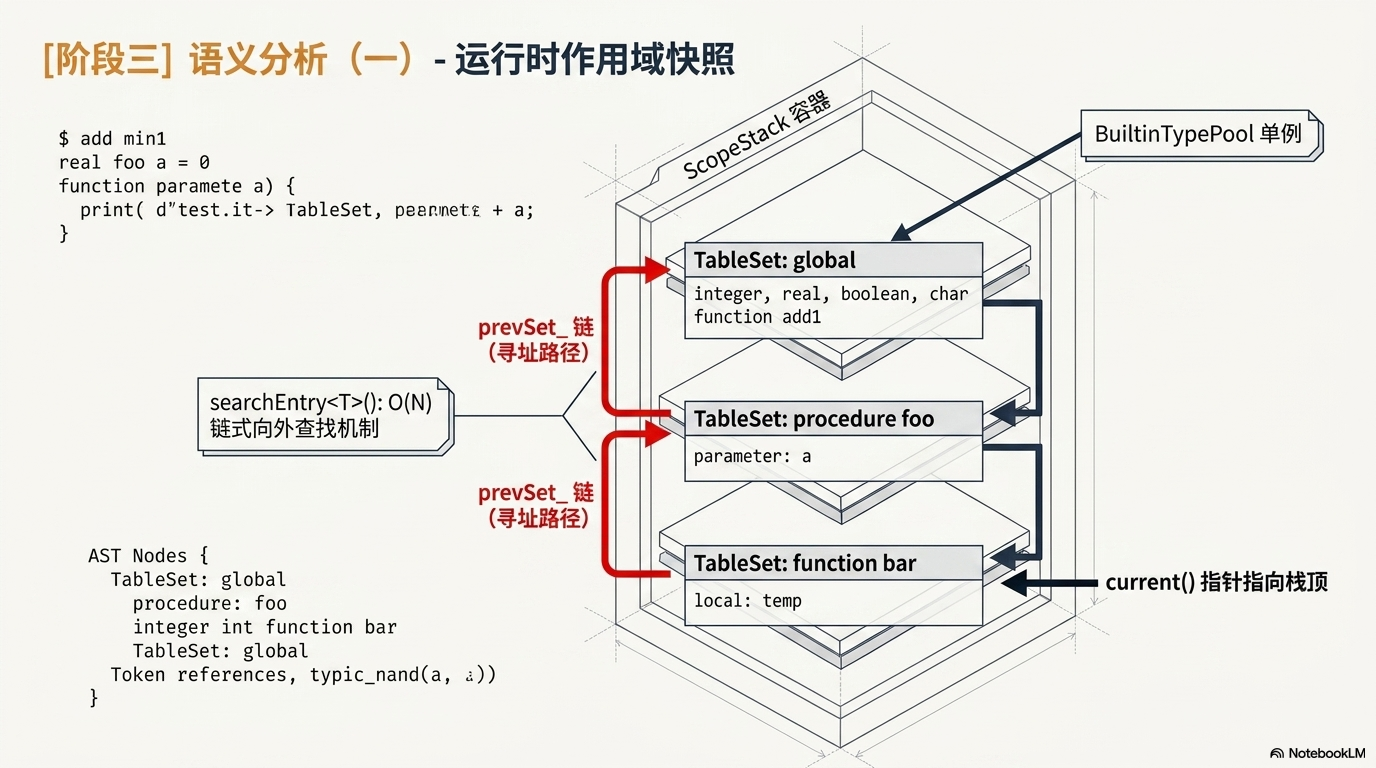 [阶段三] 语义分析（一）- 运行时作用域快照
$ add min1
real foo a = 0
function paramete a) {
print( d"test.it-> TableSet, + a;
}
ScopeStack 容器
BuiltinTypePool 单例
TableSet: global
integer, real, boolean, char
function add1
prevSet_ 链
（寻址路径）
searchEntry<T>(): O(N)
链式向外查找机制
TableSet: procedure foo
parameter: a
prevSet_ 链
（寻址路径）
TableSet: function bar
local: temp
current() 指针指向栈顶
AST Nodes {
TableSet: global
procedure: foo
integer int function bar
TableSet: global
Token references, typic_nand(a, ))
}
NotebookLM